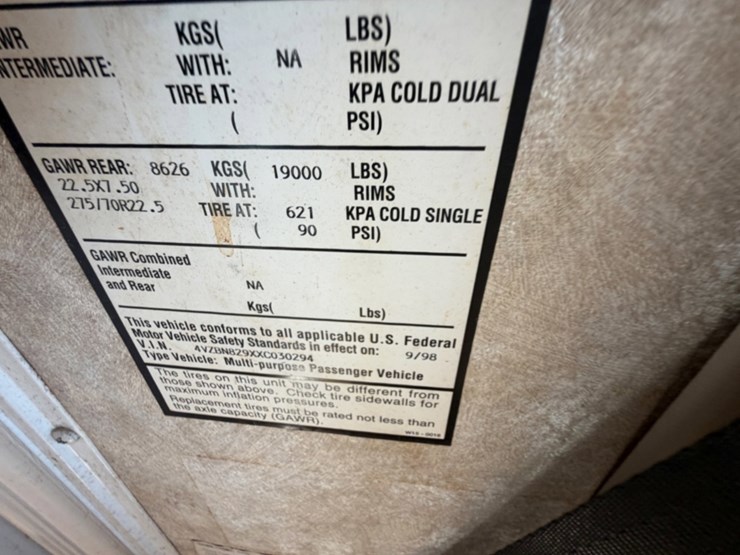 WR KGS( LBS)
NTERMEDIATE: WITH: NA RIMS
TIRE AT: KPA COLD DUAL
( PSI)
GAWR REAR: 8626 KGS( 19000 LBS)
22.5X7.50 WITH: RIMS
275/70R22.5 TIRE AT: 621 KPA COLD SINGLE
( 90 PSI)
GAWR Combined
Intermediate
and Rear NA
Kgs( Lbs)
This vehicle conforms to all applicable U.S. Federal
Motor Vehicle Safety Standards in effect on: 9/98
V.I.N. 4VZBN829XXC030294
Type Vehicle: Multi-purpose Passenger Vehicle
The tires on this unit may be different from
those shown above. Check tire sidewalls for
maximum inflation pressures.
Replacement tires must be rated not less than
the axle capacity (GAWR).